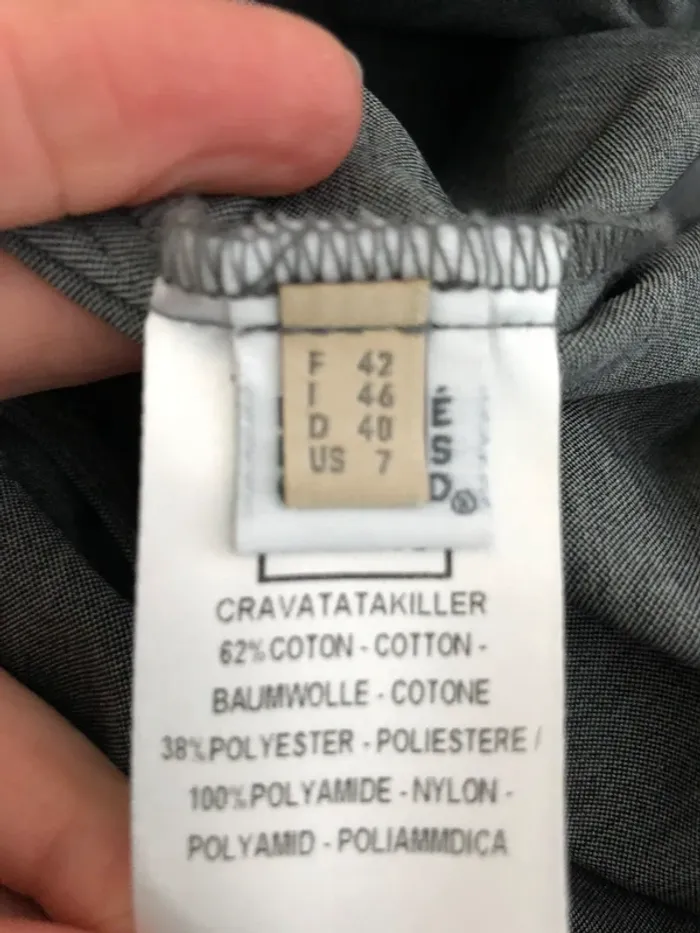 F 42
I 46
D 40
US 7
É
S
D®
CRAVATATAKILLER
62% COTON - COTTON -
BAUMWOLLE - COTONE
38% POLYESTER - POLIESTERE /
100% POLYAMIDE - NYLON -
POLYAMID - POLIAMMDICA